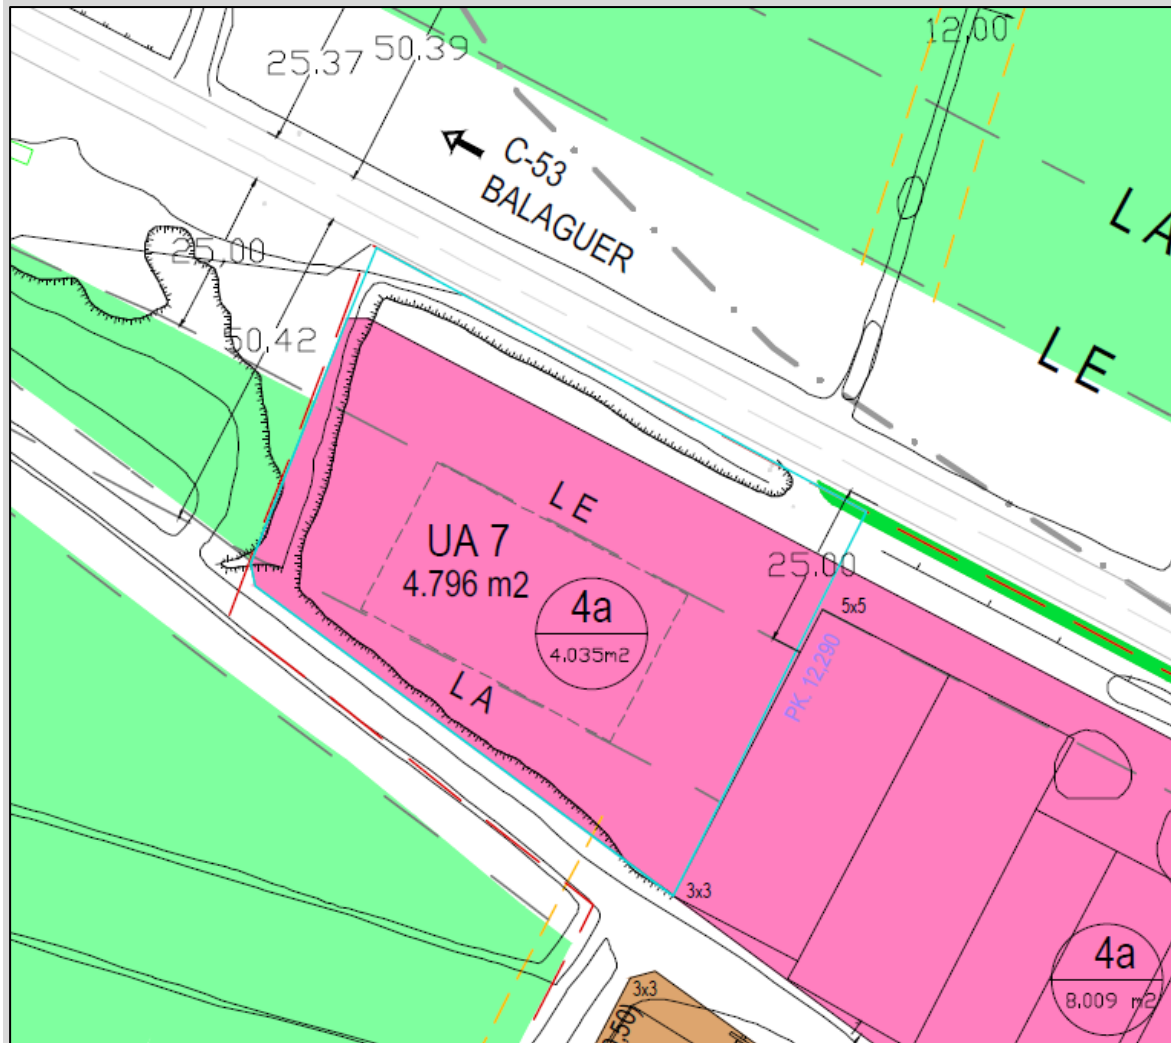 12,00
25.37
50.39
C-53
BALAGUER
LA
25,00
50.42
LE
LE
UA 7
4.796 m2
4a
4.035m2
25.00
5x5
PK. 12,290
LA
3x3
4a
8,009 m2
3x3
,50)